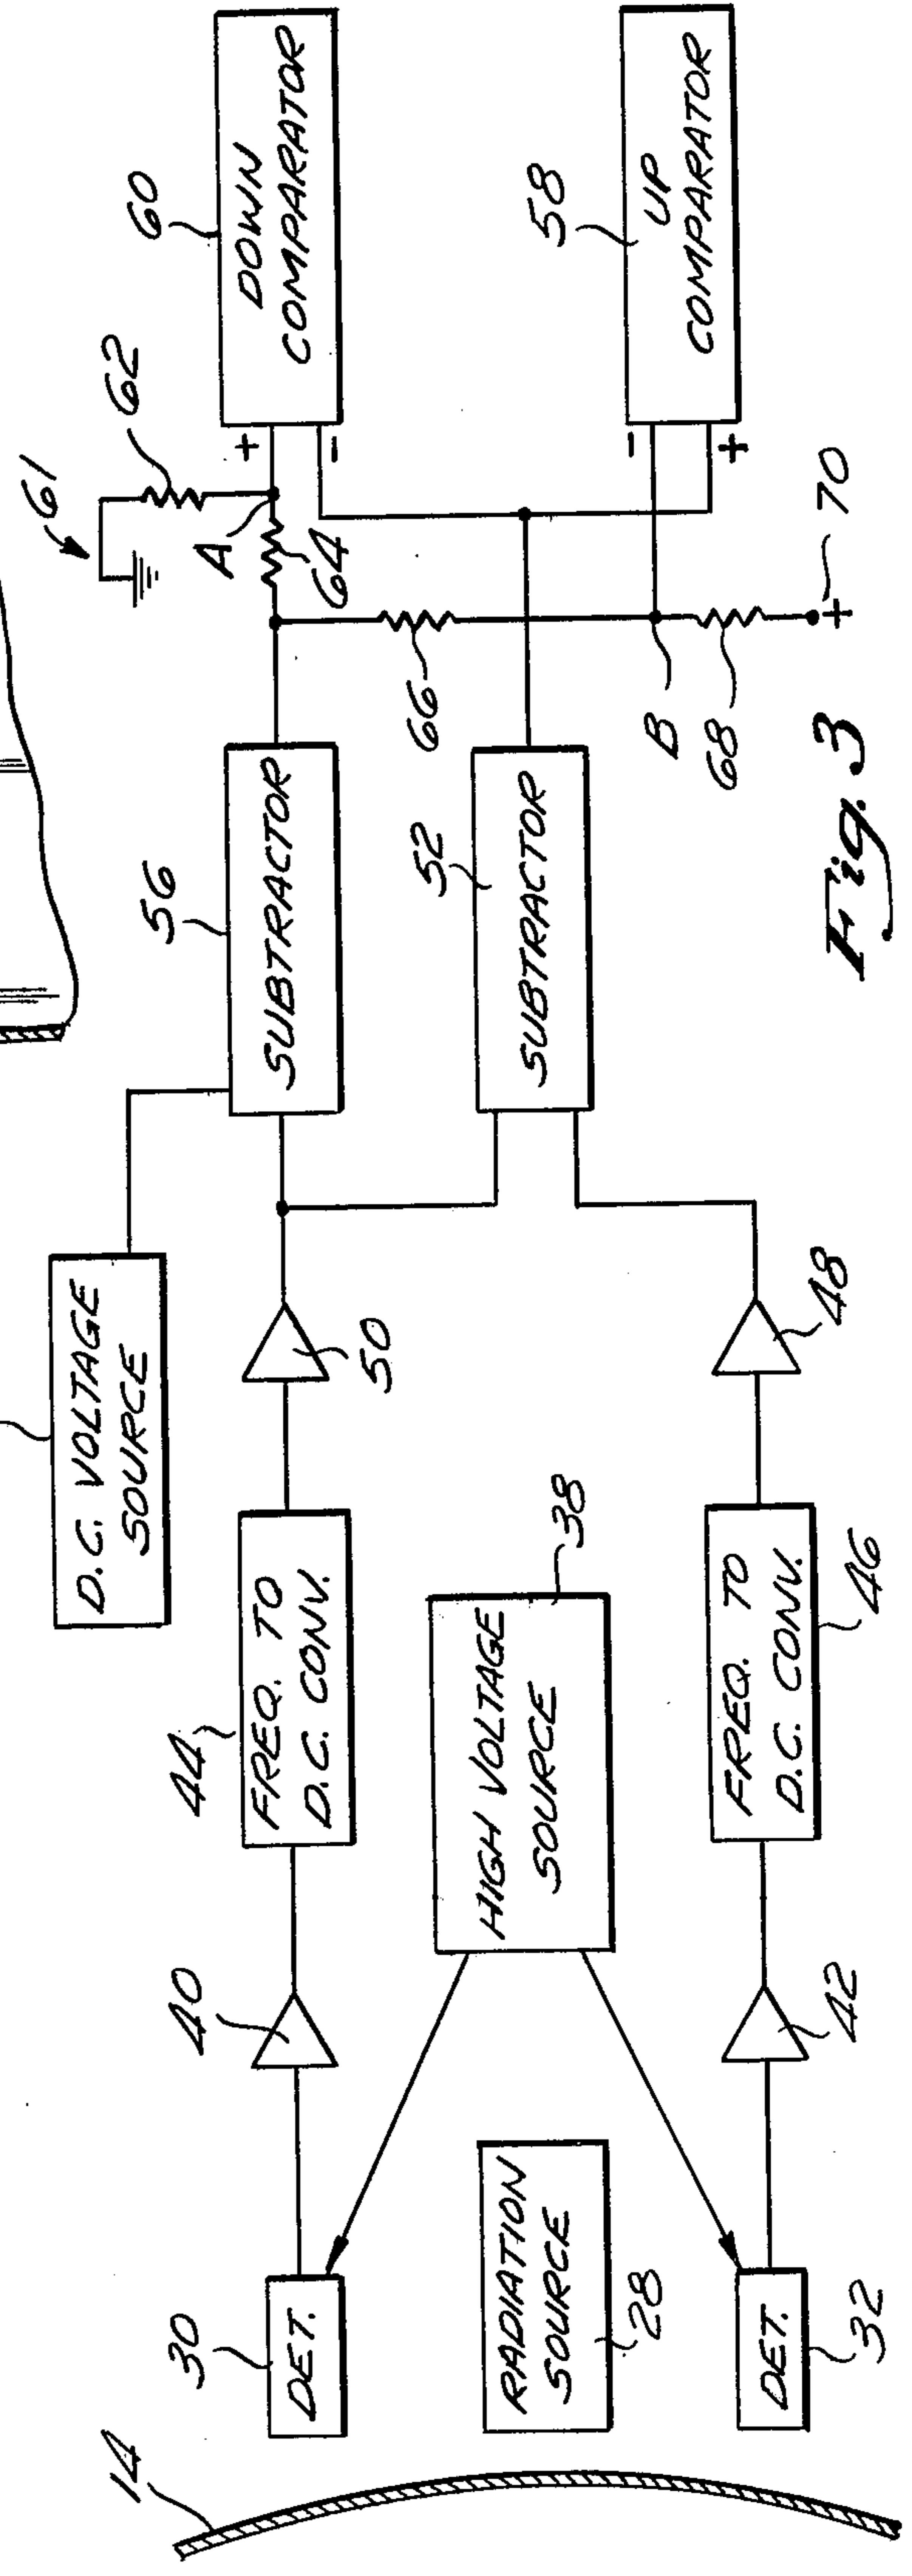 14
30
DET.
40
44
FREQ. TO
D.C. CONV.
50
D.C. VOLTAGE
SOURCE
56
SUBTRACTOR
61
62
A
64
+
-
60
DOWN
COMPARATOR
RADIATION
SOURCE
28
HIGH VOLTAGE
SOURCE
38
52
SUBTRACTOR
66
B
68
+
70
-
+
58
UP
COMPARATOR
DET.
32
42
FREQ. TO
D.C. CONV.
46
48
Fig. 3